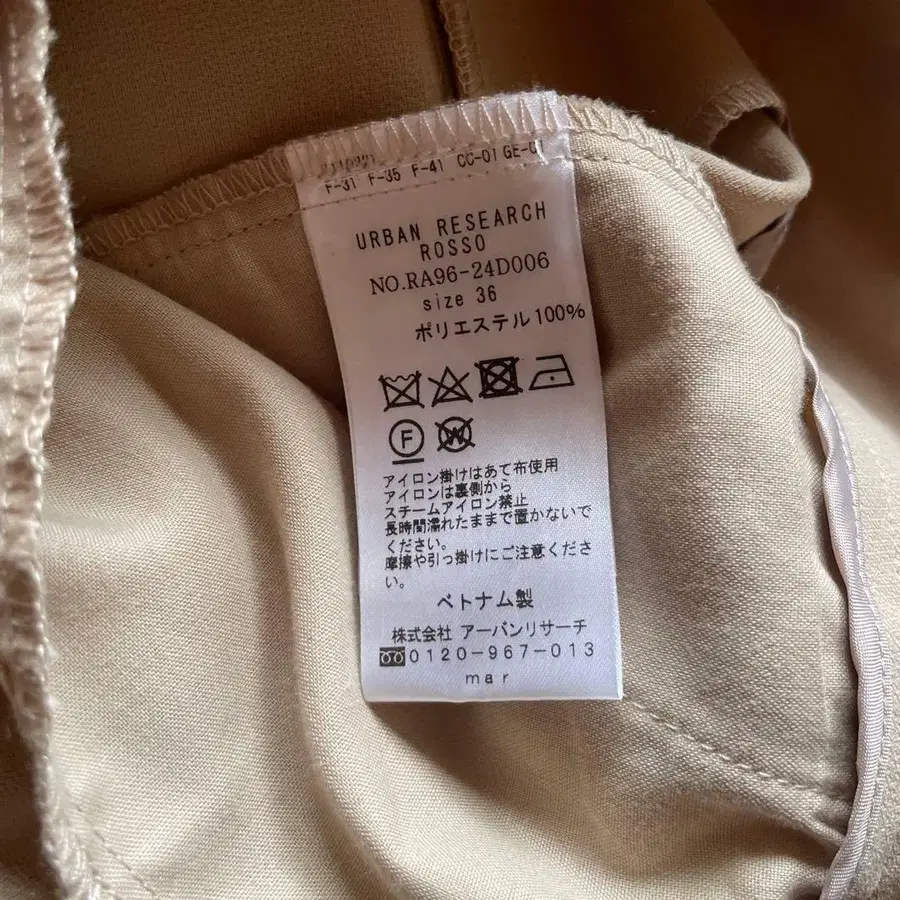 F-31 F-35 F-41 CC-01 GE-01
URBAN RESEARCH
ROSSO
NO.RA96-24D006
size 36
ポリエステル100%
F W
アイロン掛けはあて布使用
アイロンは裏側から
スチームアイロン禁止
長時間濡れたままで置かないで
ください。
摩擦や引っ掛けにご注意くださ
い。
ベトナム製
株式会社 アーバンリサーチ
0120-967-013
mar